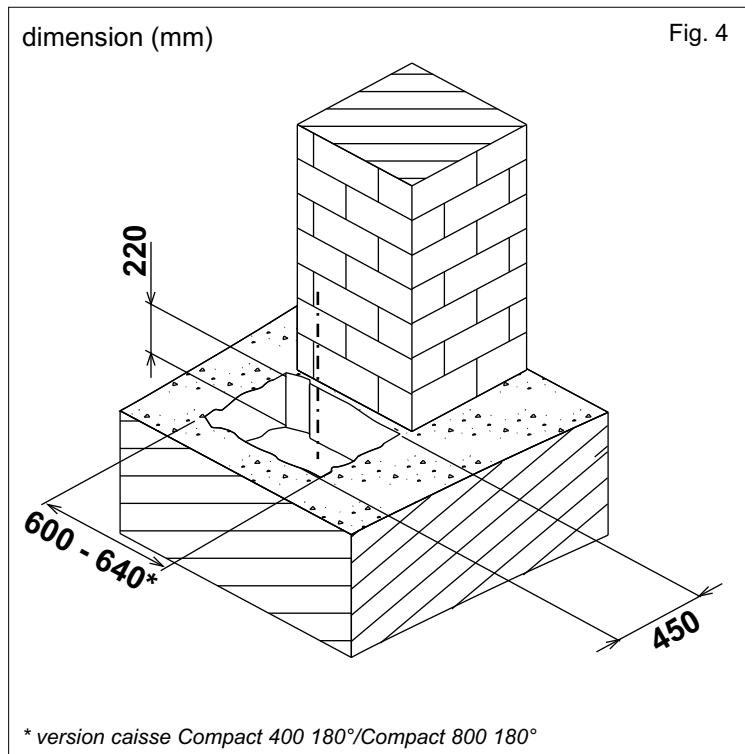 dimension (mm)
Fig. 4
220
600 - 640*
450
* version caisse Compact 400 180°/Compact 800 180°